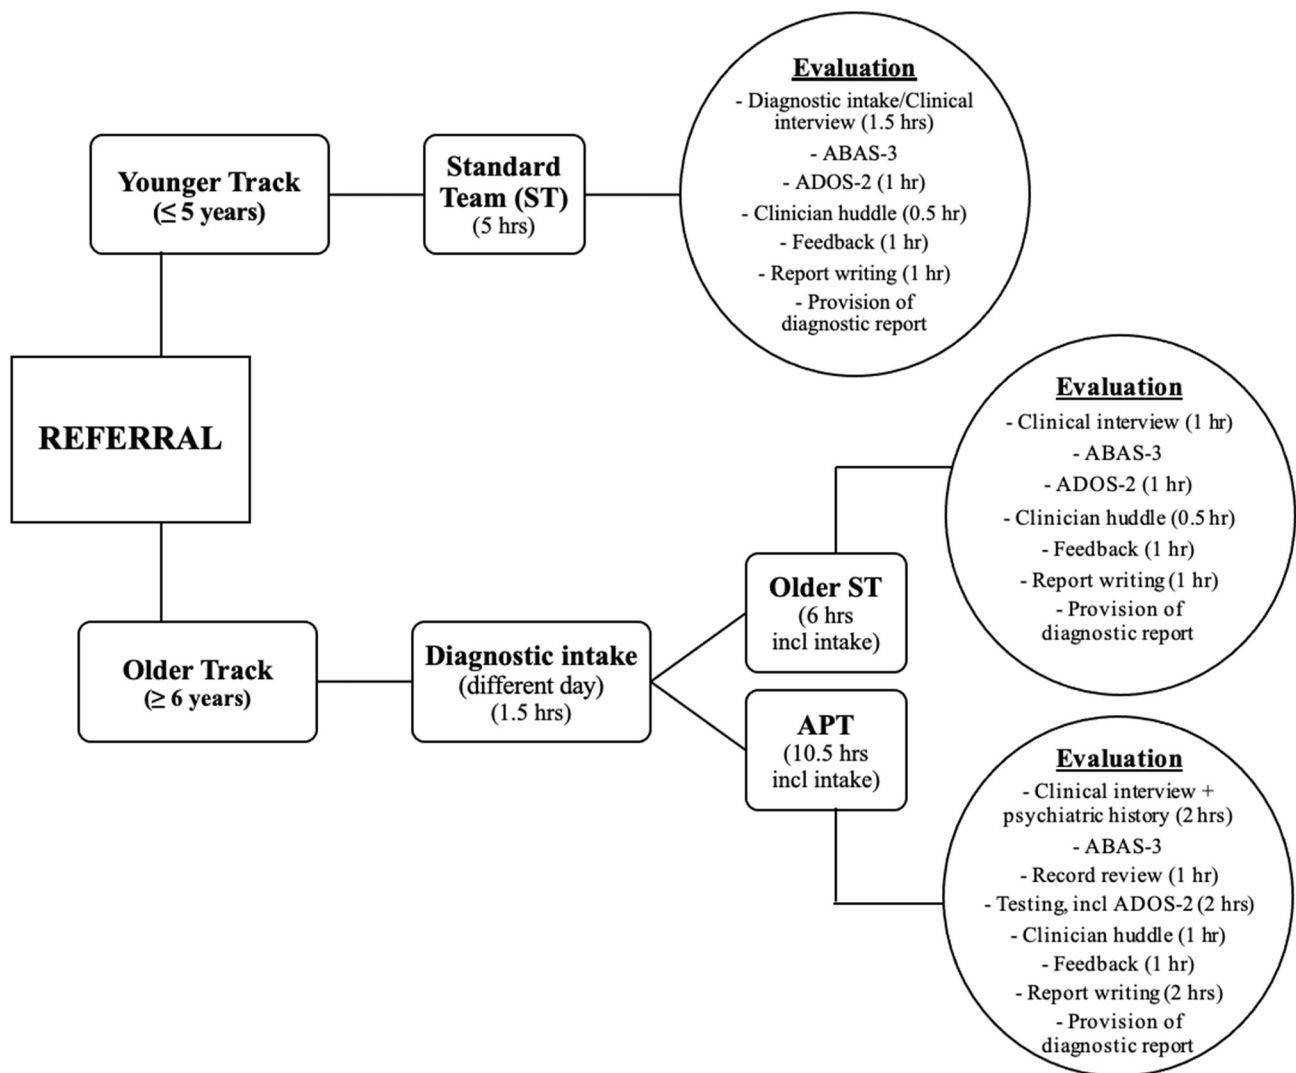 Evaluation
- Diagnostic intake/Clinical
interview (1.5 hrs)
- ABAS-3
- ADOS-2 (1 hr)
- Clinician huddle (0.5 hr)
- Feedback (1 hr)
- Report writing (1 hr)
- Provision of
diagnostic report
Younger Track
(≤ 5 years)
Standard
Team (ST)
(5 hrs)
REFERRAL
Older Track
(≥ 6 years)
Diagnostic intake
(different day)
(1.5 hrs)
Older ST
(6 hrs
incl intake)
Evaluation
- Clinical interview (1 hr)
- ABAS-3
- ADOS-2 (1 hr)
- Clinician huddle (0.5 hr)
- Feedback (1 hr)
- Report writing (1 hr)
- Provision of
diagnostic report
APT
(10.5 hrs
incl intake)
Evaluation
- Clinical interview +
psychiatric history (2 hrs)
- ABAS-3
- Record review (1 hr)
- Testing, incl ADOS-2 (2 hrs)
- Clinician huddle (1 hr)
- Feedback (1 hr)
- Report writing (2 hrs)
- Provision of
diagnostic report